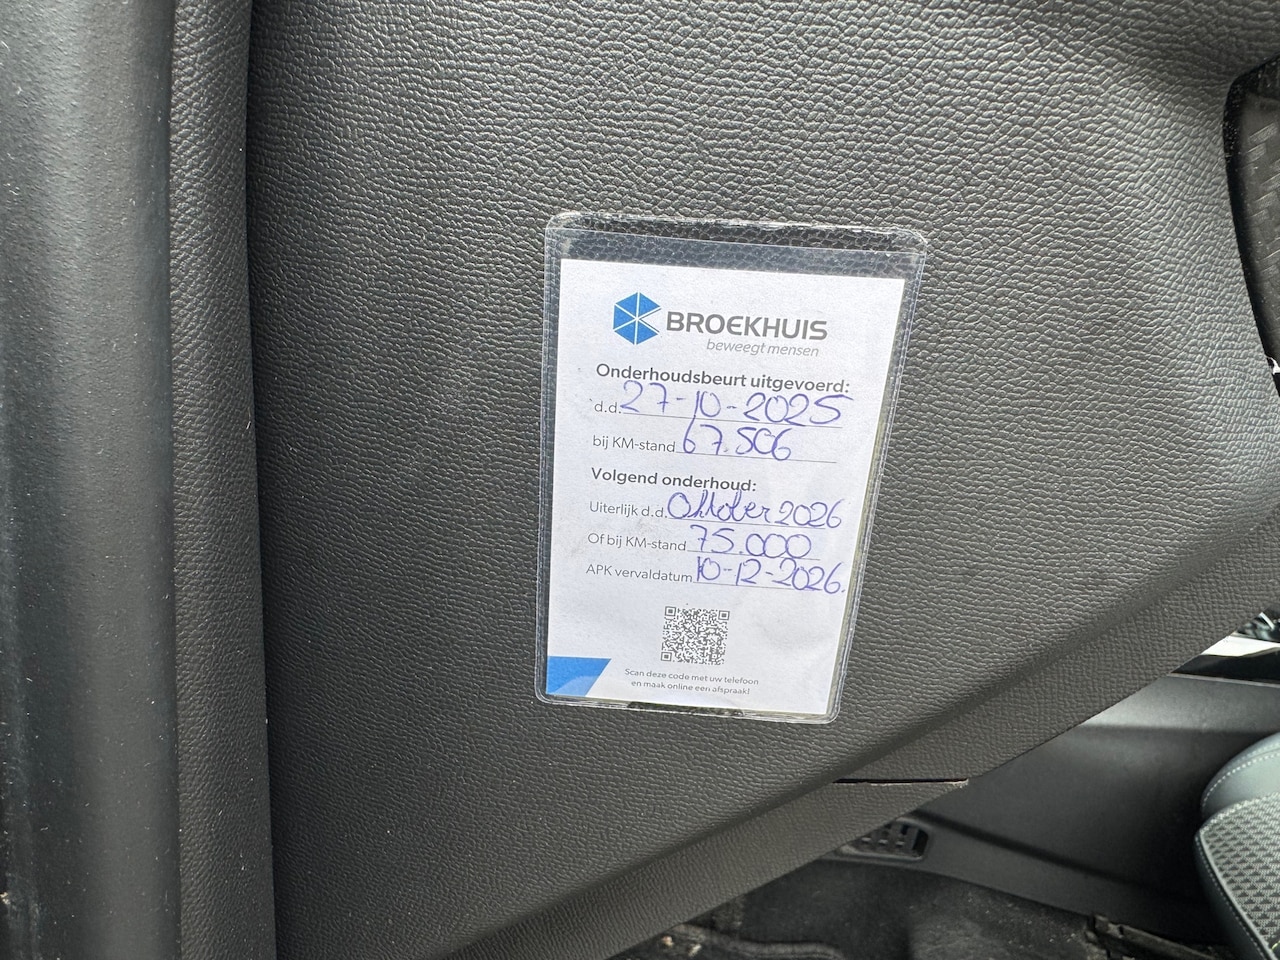 BROEKHUIS
beweegt mensen
Onderhoudsbeurt uitgevoerd:
d.d. 27-10-2025
bij KM-stand 67.506
Volgend onderhoud:
Uiterlijk d.d. Oktober 2026
Of bij KM-stand 75.000
APK vervaldatum 10-12-2026.
Scan deze code met uw telefoon
en maak online een afspraak!